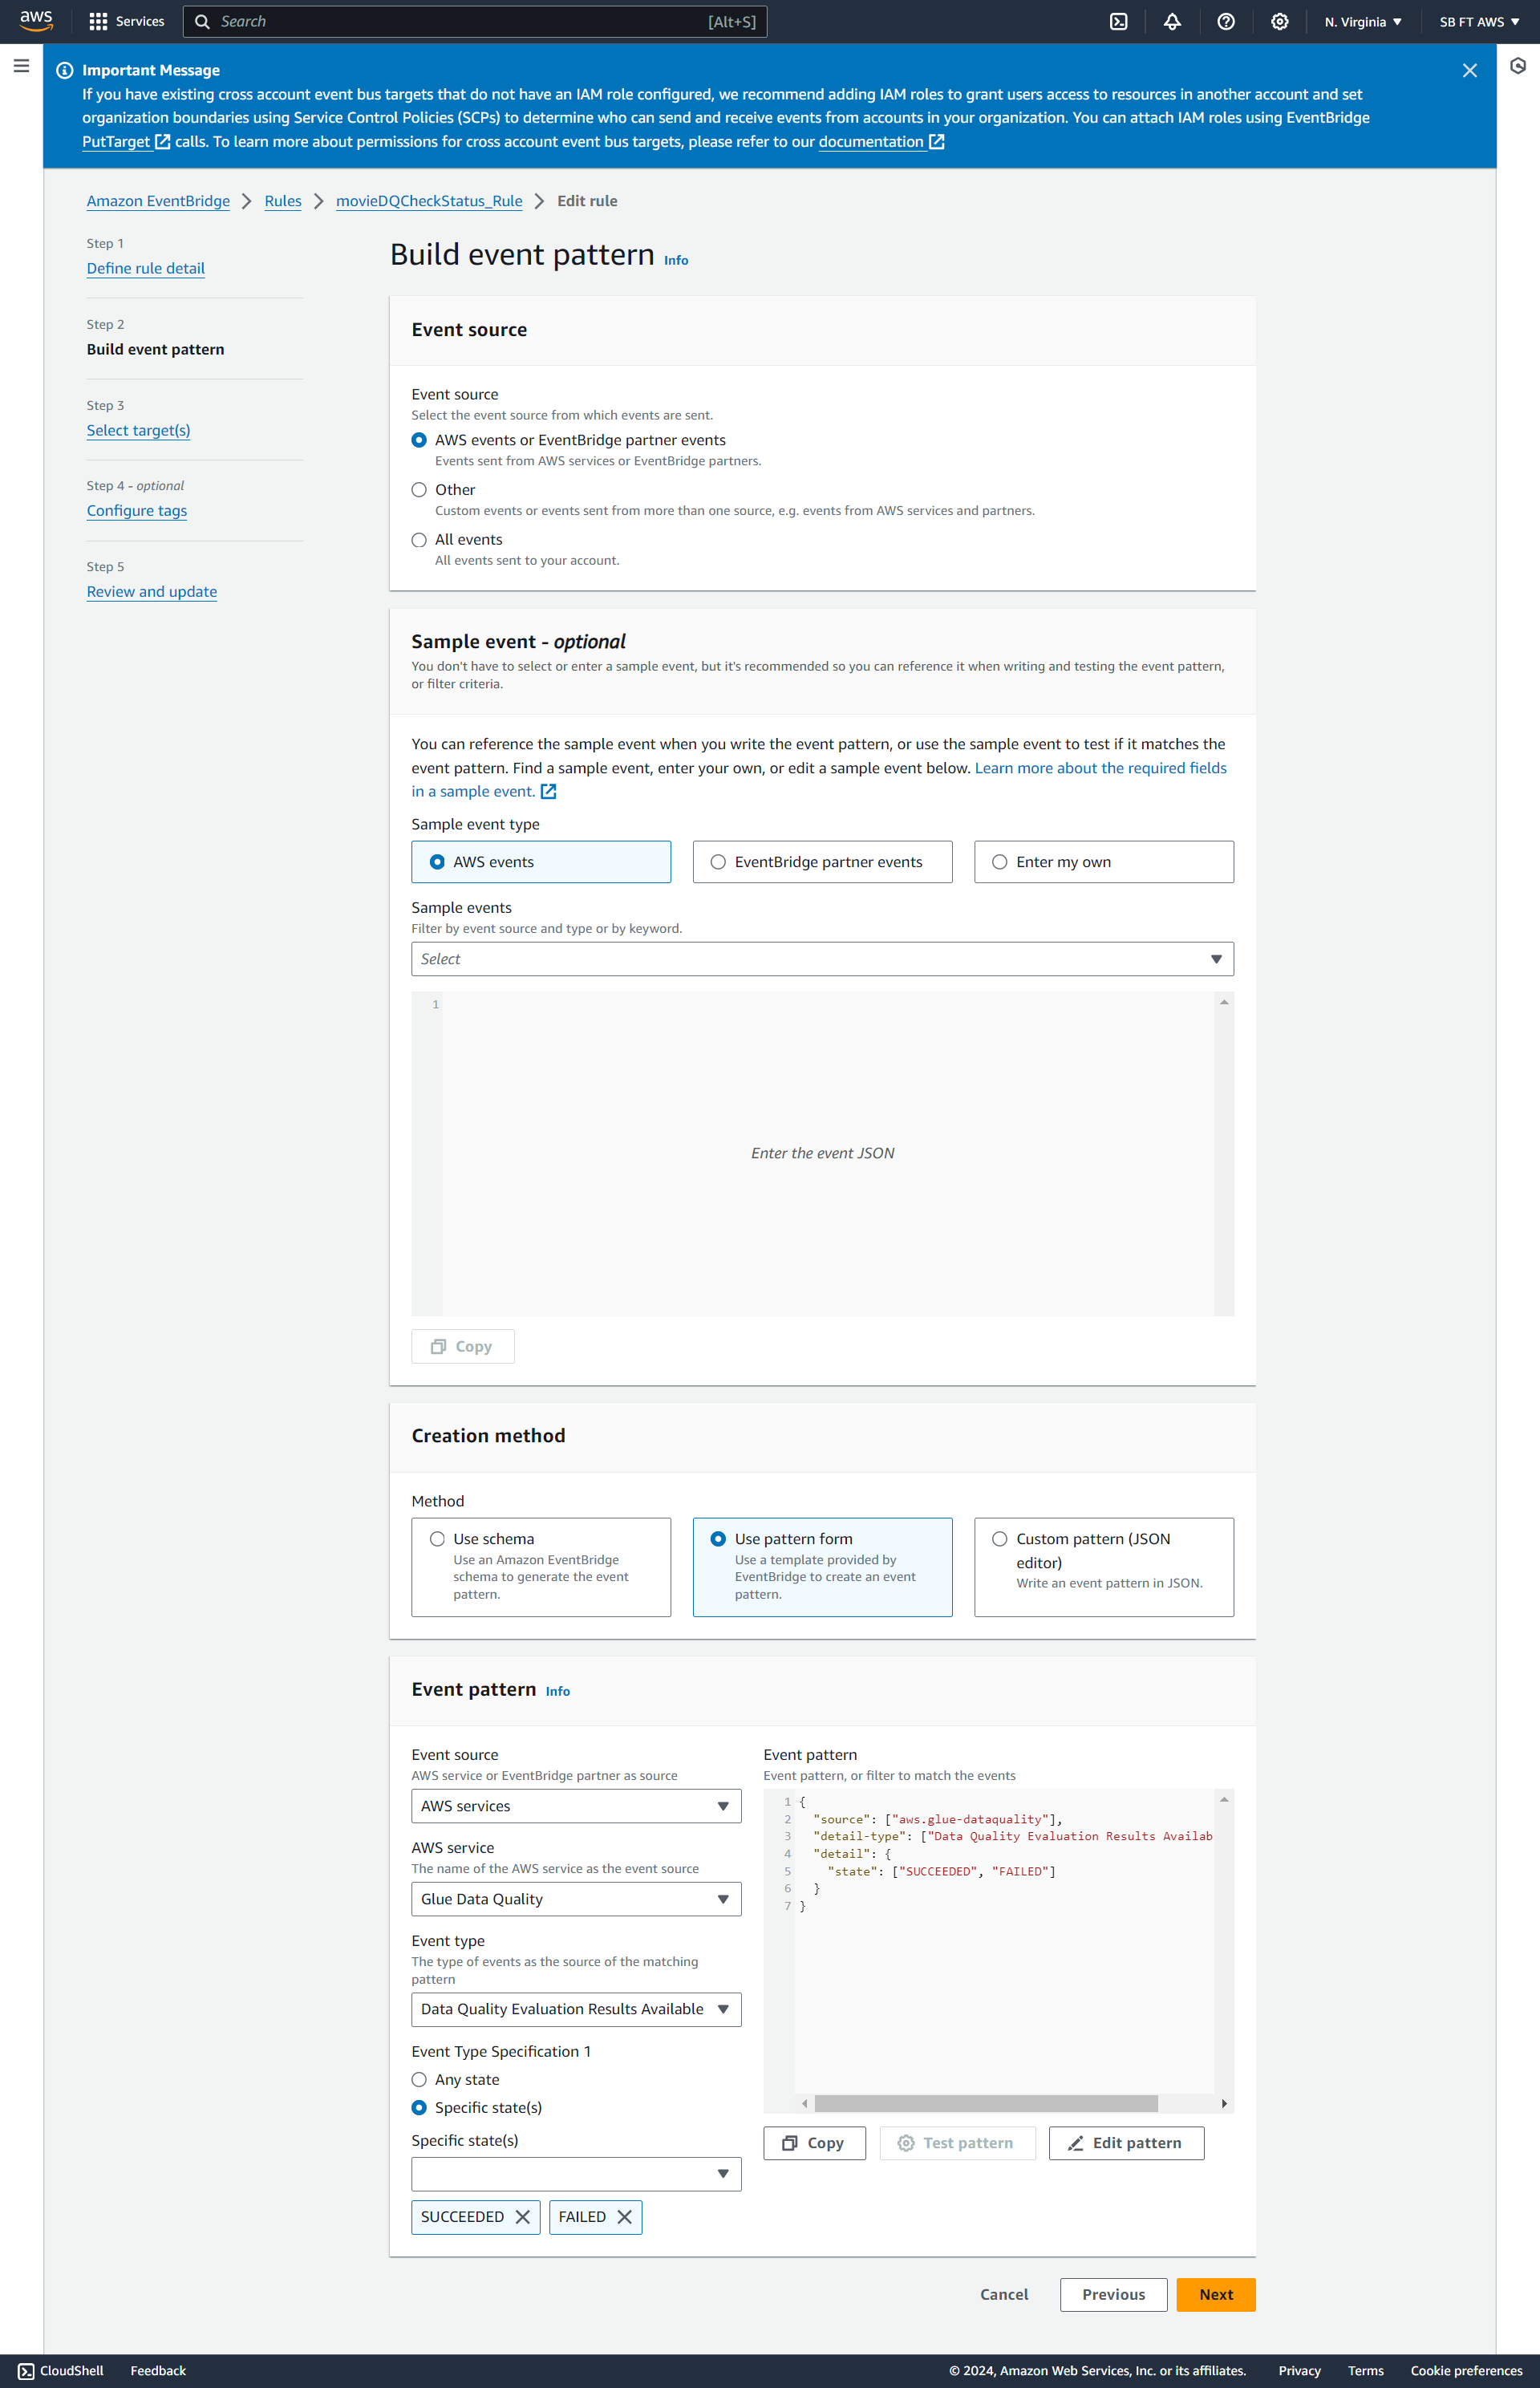 aws
Services
Search [Alt+S]
N. Virginia
SB FT AWS
Important Message
If you have existing cross account event bus targets that do not have an IAM role configured, we recommend adding IAM roles to grant users access to resources in another account and set
organization boundaries using Service Control Policies (SCPs) to determine who can send and receive events from accounts in your organization. You can attach IAM roles using EventBridge
PutTarget calls. To learn more about permissions for cross account event bus targets, please refer to our documentation
Amazon EventBridge > Rules > movieDQCheckStatus_Rule > Edit rule
Step 1
Define rule detail
Step 2
Build event pattern
Step 3
Select target(s)
Step 4 - optional
Configure tags
Step 5
Review and update
Build event pattern Info
Event source
Event source
Select the event source from which events are sent.
AWS events or EventBridge partner events
Events sent from AWS services or EventBridge partners.
Other
Custom events or events sent from more than one source, e.g. events from AWS services and partners.
All events
All events sent to your account.
Sample event - optional
You don't have to select or enter a sample event, but it's recommended so you can reference it when writing and testing the event pattern,
or filter criteria.
You can reference the sample event when you write the event pattern, or use the sample event to test if it matches the
event pattern. Find a sample event, enter your own, or edit a sample event below. Learn more about the required fields
in a sample event.
Sample event type
AWS events
EventBridge partner events
Enter my own
Sample events
Filter by event source and type or by keyword.
Select
1
Enter the event JSON
Copy
Creation method
Method
Use schema
Use an Amazon EventBridge
schema to generate the event
pattern.
Use pattern form
Use a template provided by
EventBridge to create an event
pattern.
Custom pattern (JSON
editor)
Write an event pattern in JSON.
Event pattern Info
Event source
AWS service or EventBridge partner as source
AWS services
AWS service
The name of the AWS service as the event source
Glue Data Quality
Event type
The type of events as the source of the matching
pattern
Data Quality Evaluation Results Available
Event Type Specification 1
Any state
Specific state(s)
Specific state(s)
SUCCEEDED
FAILED
Event pattern
Event pattern, or filter to match the events
1 {
2 "source": ["aws.glue-dataquality"],
3 "detail-type": ["Data Quality Evaluation Results Availab
4 "detail": {
5 "state": ["SUCCEEDED", "FAILED"]
6 }
7 }
Copy
Test pattern
Edit pattern
Cancel
Previous
Next
CloudShell
Feedback
© 2024, Amazon Web Services, Inc. or its affiliates.
Privacy
Terms
Cookie preferences